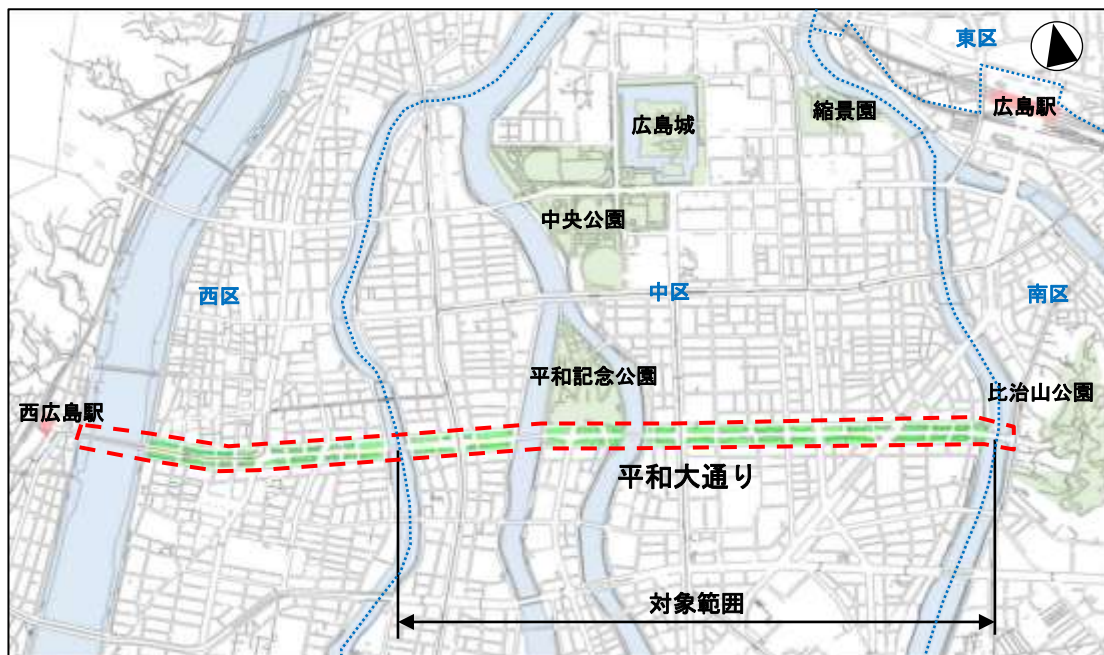 東区
広島駅
縮景園
広島城
中央公園
西区
中区
南区
平和記念公園
比治山公園
西広島駅
平和大通り
対象範囲